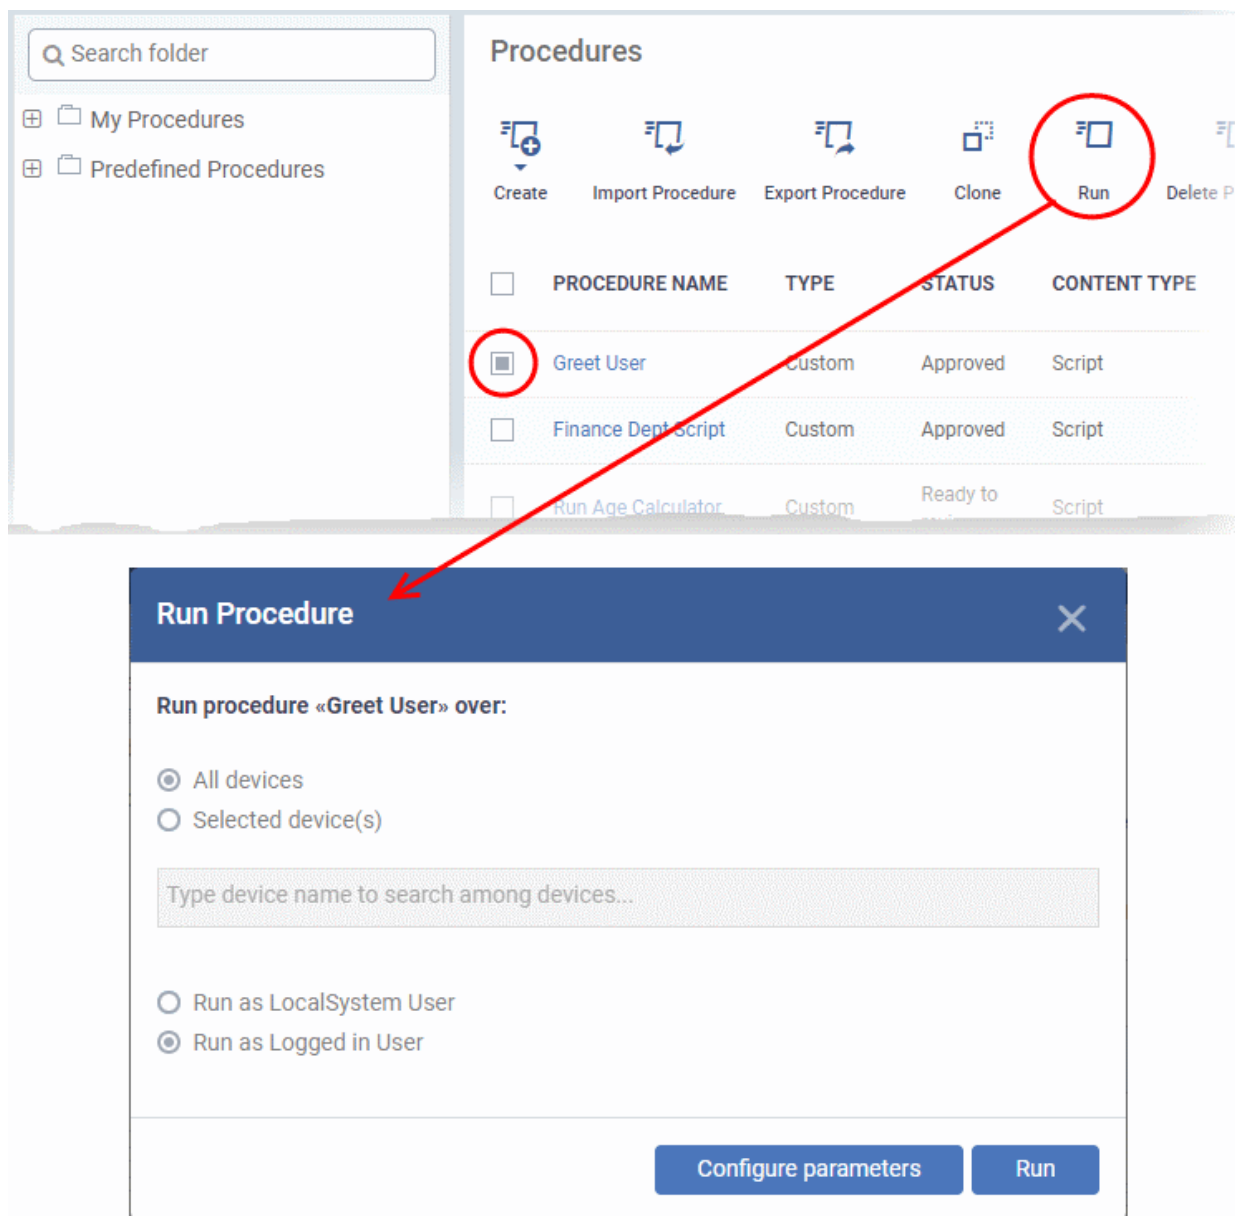 Search folder
My Procedures
Predefined Procedures
Procedures
Create Import Procedure Export Procedure Clone Run Delete P
PROCEDURE NAME TYPE STATUS CONTENT TYPE
Greet User Custom Approved Script
Finance Dept Script Custom Approved Script
Run Age Calculator Custom Ready to Script
Run Procedure
Run procedure «Greet User» over:
All devices
Selected device(s)
Type device name to search among devices...
Run as LocalSystem User
Run as Logged in User
Configure parameters Run